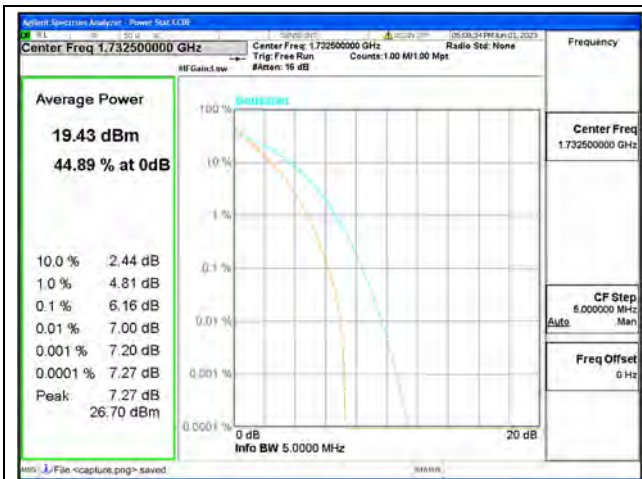 Agilent Spectrum Analyzer - Power Stat CCDF
Center Freq 1.732500000 GHz
Center Freq: 1.732500000 GHz
Radio Std: None
Trig: Free Run
Counts:1.00 M/1.00 Mpt
#IFGain:Low
#Atten: 16 dB
Frequency
Average Power
19.43 dBm
44.89 % at 0dB
10.0 % 2.44 dB
1.0 % 4.81 dB
0.1 % 6.16 dB
0.01 % 7.00 dB
0.001 % 7.20 dB
0.0001 % 7.27 dB
Peak 7.27 dB
26.70 dBm
Gaussian
100 %
10 %
1 %
0.1 %
0.01 %
0.001 %
0.0001 %
0 dB
20 dB
Info BW 5.0000 MHz
Center Freq
1.732500000 GHz
CF Step
5.000000 MHz
Auto Man
Freq Offset
0 Hz
MSG File <capture.png> saved
STATUS